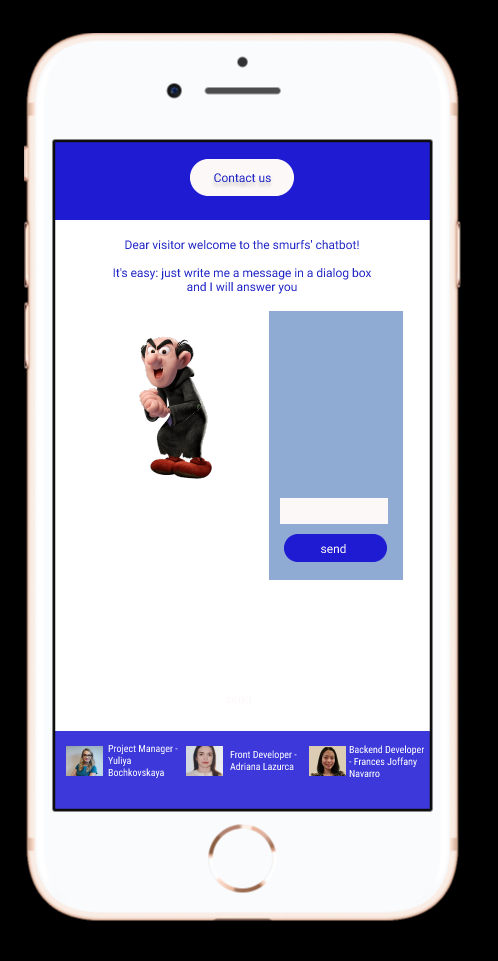 Contact us
Dear visitor welcome to the smurfs' chatbot!
It's easy: just write me a message in a dialog box
and I will answer you
send
Project Manager -
Yuliya
Bochkovskaya
Front Developer -
Adriana Lazurca
Backend Developer
- Frances Joffany
Navarro